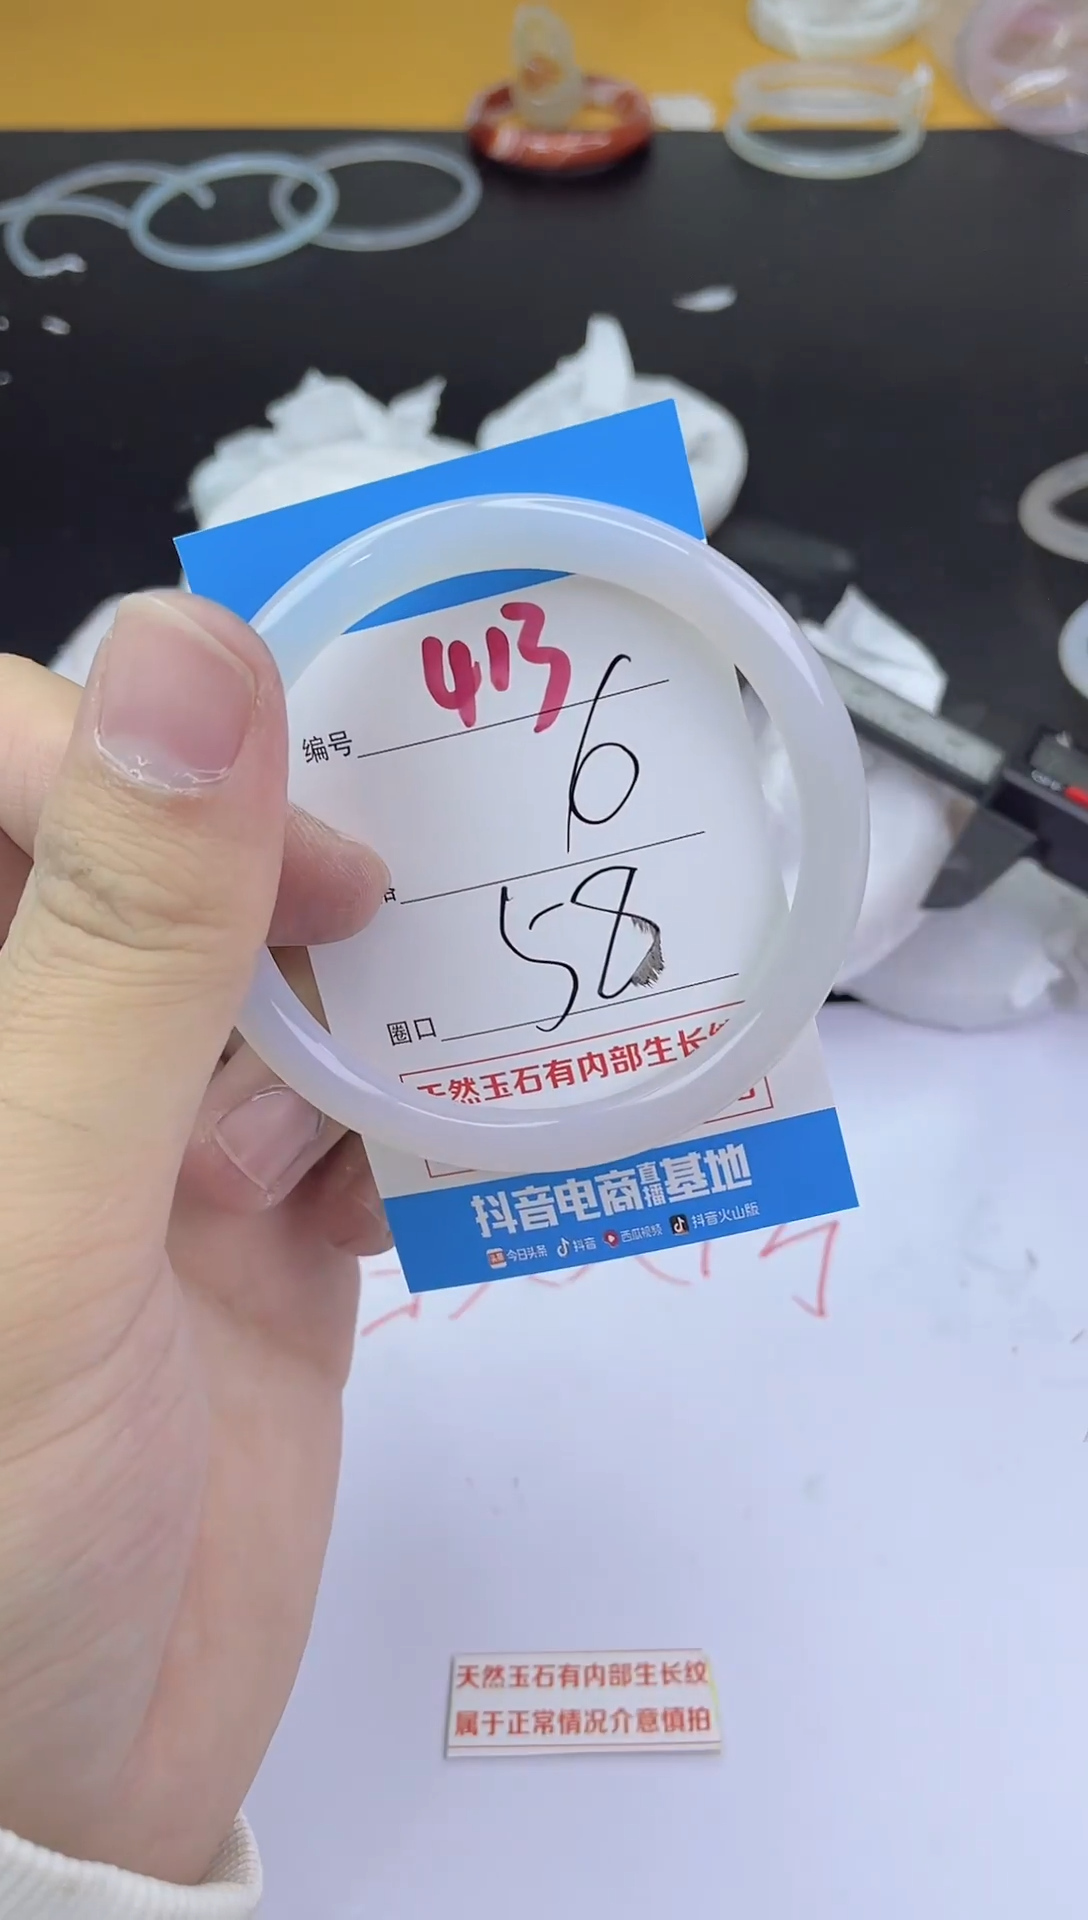 413
编号
6
58
圈口
天然玉石有内部生长纹
抖音电商直播基地
今日头条 抖音 西瓜视频 抖音火山版
天然玉石有内部生长纹
属于正常情况介意慎拍